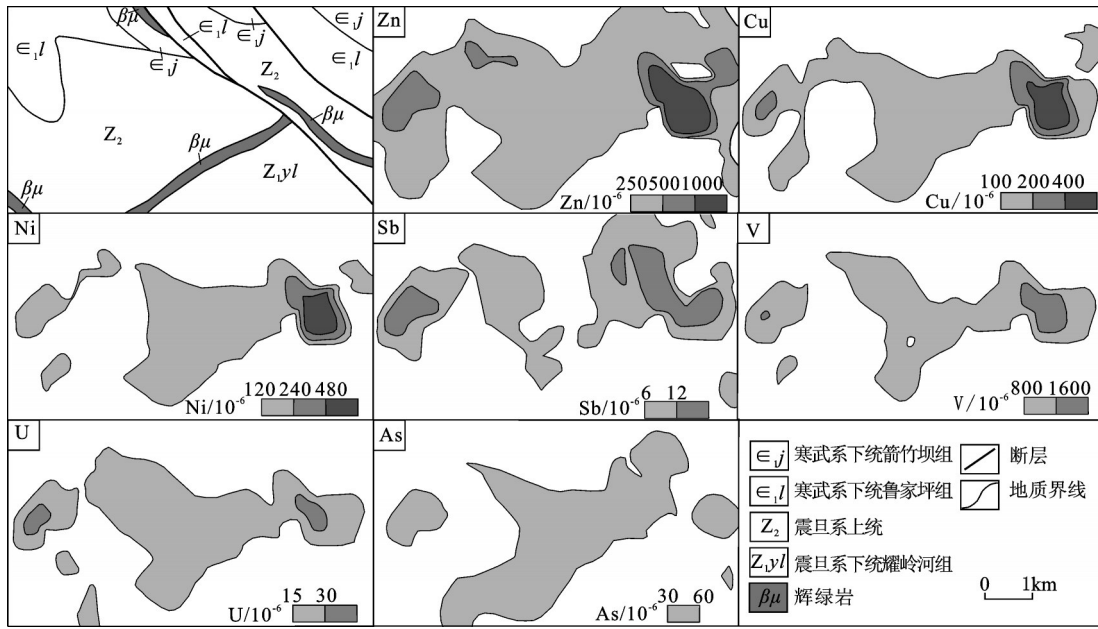 βμ
∈₁l
∈₁j
∈₁l
∈₁j
∈₁j
∈₁l
Z₂
Z₂
βμ
βμ
Z₁yl
βμ
Zn
250 500 1000
Zn/10⁻⁶
Cu
100 200 400
Cu/10⁻⁶
Ni
120 240 480
Ni/10⁻⁶
Sb
6 12
Sb/10⁻⁶
V
800 1600
V/10⁻⁶
U
15 30
U/10⁻⁶
As
30 60
As/10⁻⁶
∈₁j 寒武系下统箭竹坝组
断层
∈₁l 寒武系下统鲁家坪组
地质界线
Z₂ 震旦系上统
Z₁yl 震旦系下统耀岭河组
βμ 辉绿岩
0 1km